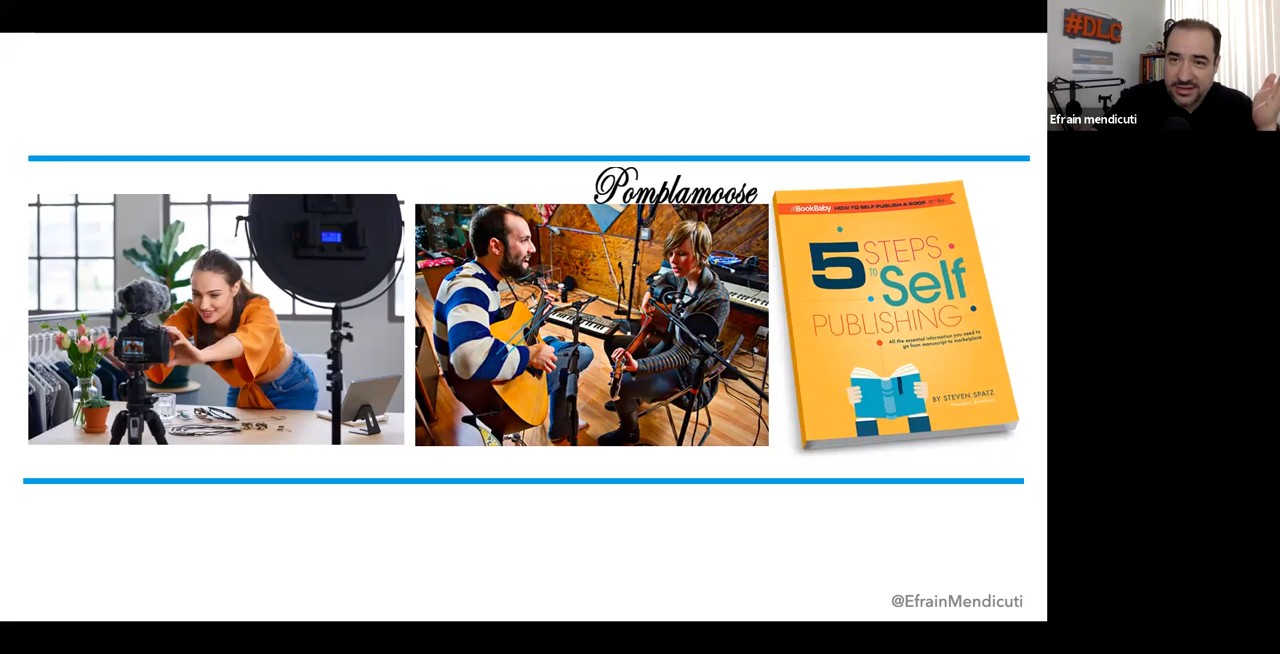 #DLC
Efrain mendicuti
Pomplamoose
BookBaby HOW TO SELF PUBLISH A BOOK
5 STEPS
TO Self
PUBLISHING
All the essential information you need to
go from manuscript to marketplace
BY STEVEN SPATZ
@EfrainMendicuti